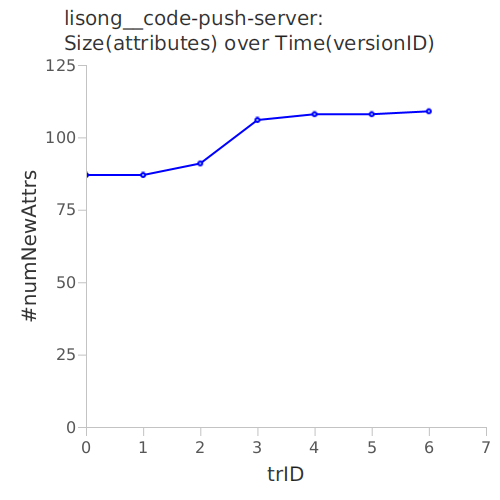 lisong__code-push-server:
Size(attributes) over Time(versionID)
125
100
75
50
25
0
#numNewAttrs
0 1 2 3 4 5 6 7
trID